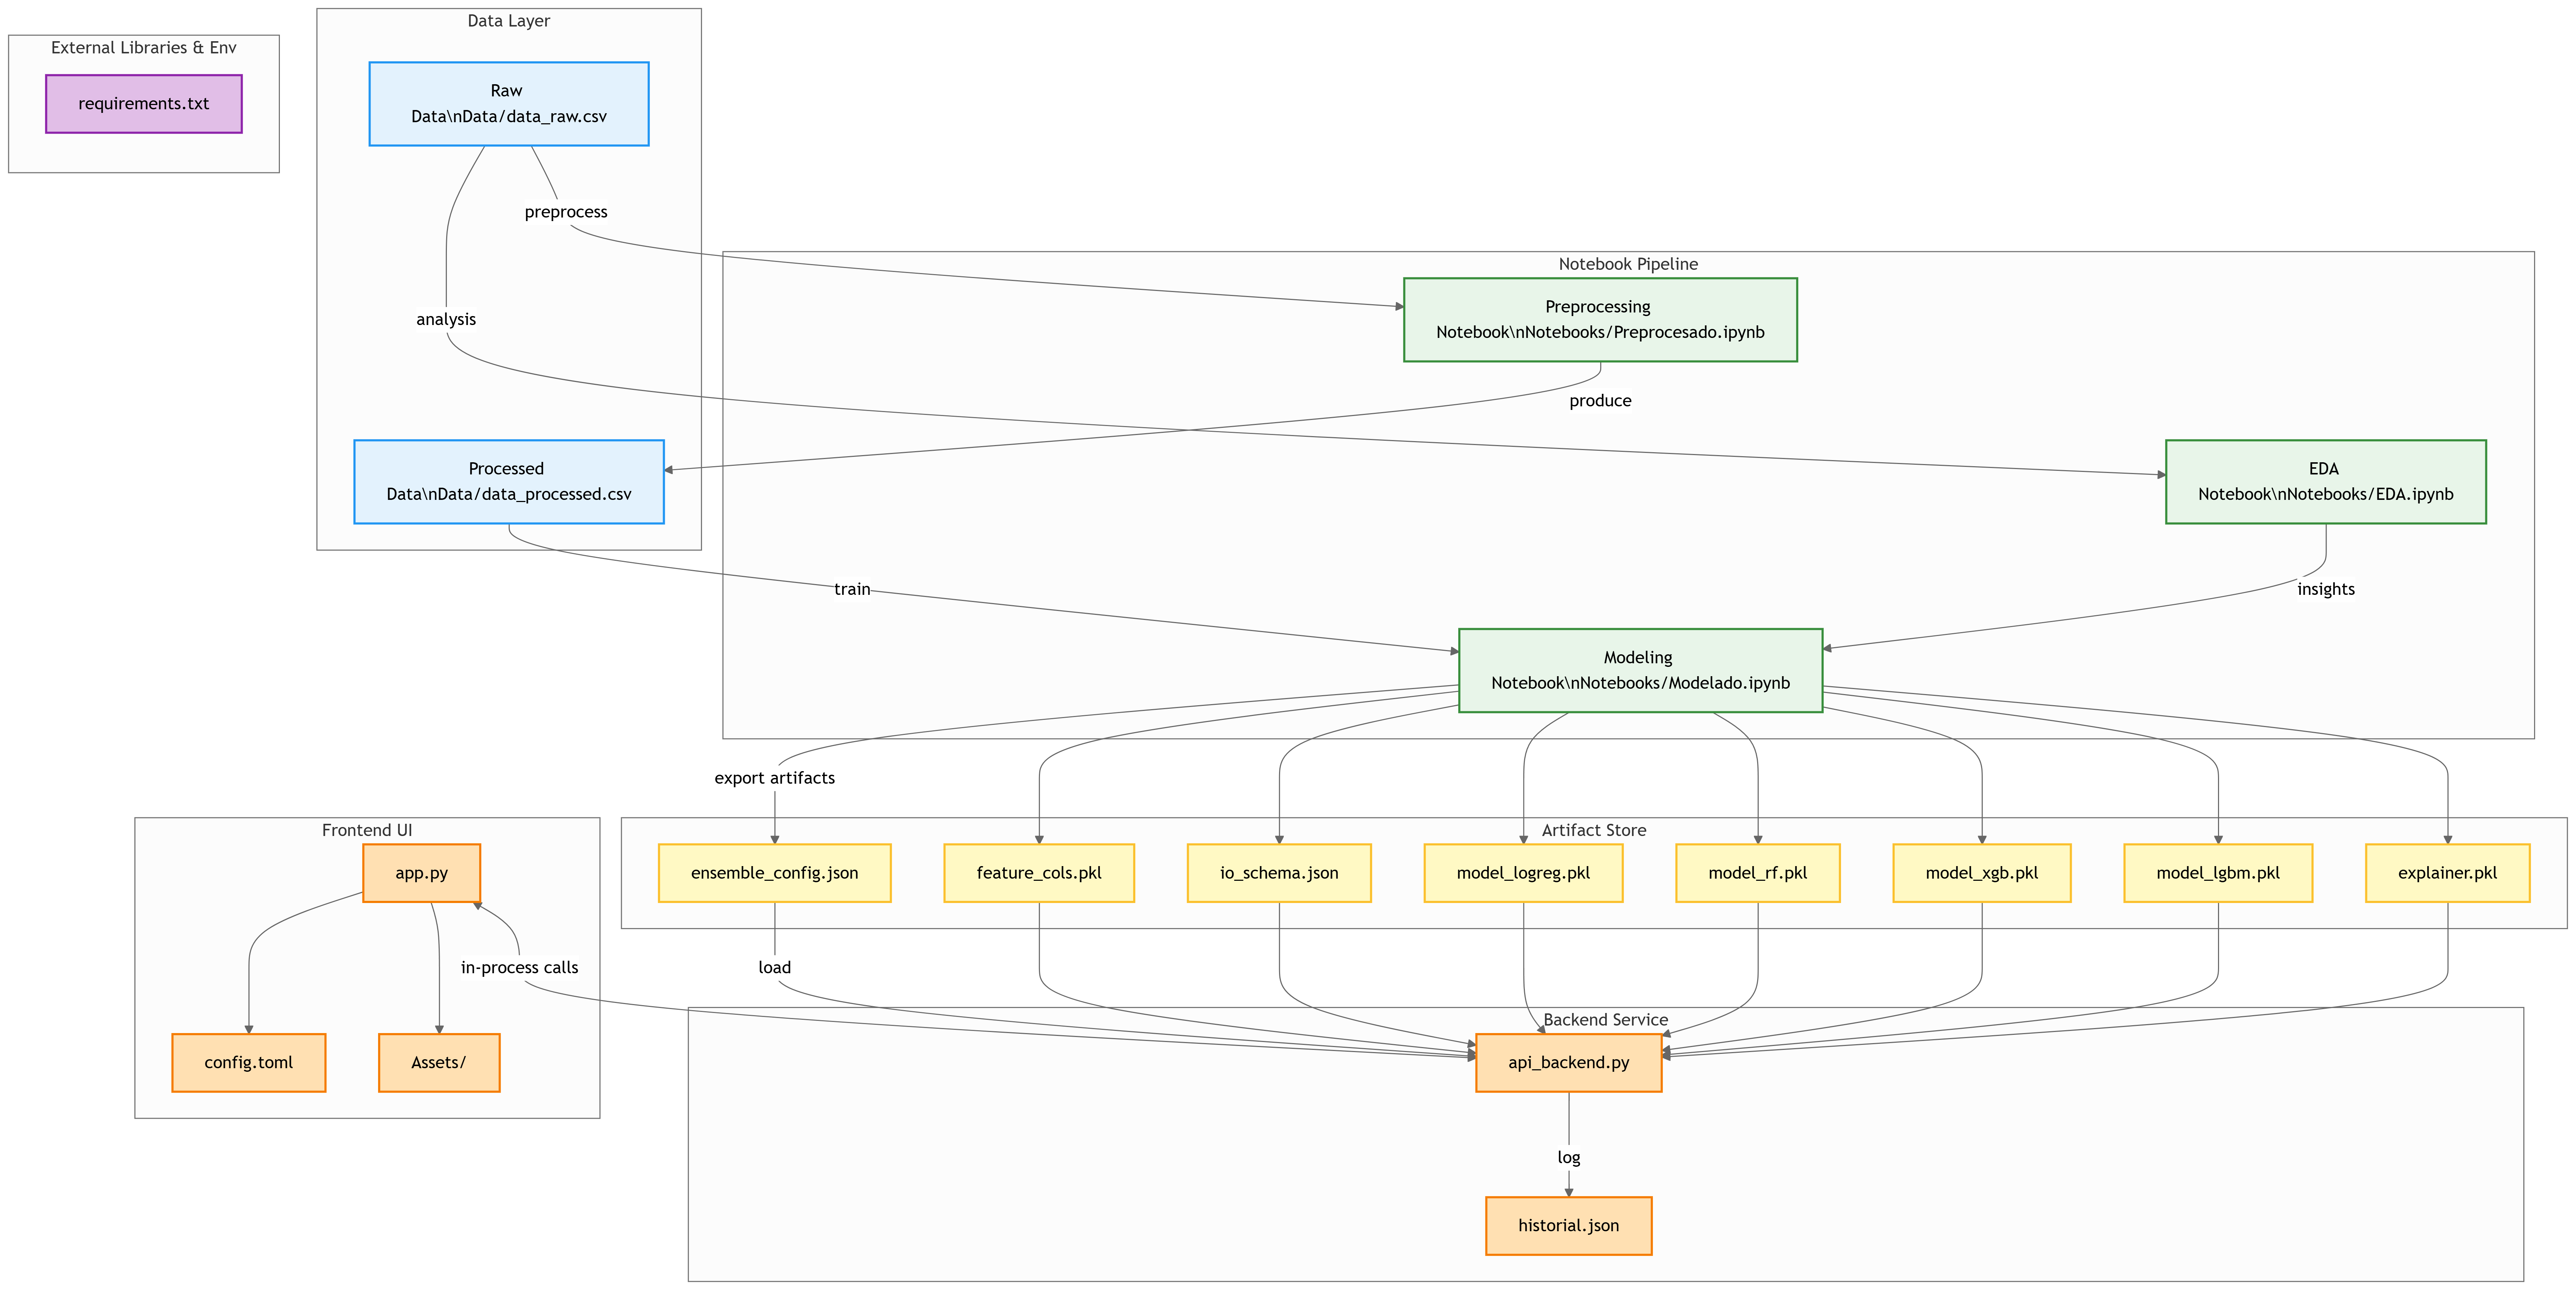 External Libraries & Env
requirements.txt
Data Layer
Raw
Data\nData/data_raw.csv
preprocess
analysis
Processed
Data\nData/data_processed.csv
Notebook Pipeline
Preprocessing
Notebook\nNotebooks/Preprocesado.ipynb
produce
EDA
Notebook\nNotebooks/EDA.ipynb
train
insights
Modeling
Notebook\nNotebooks/Modelado.ipynb
export artifacts
Artifact Store
ensemble_config.json
feature_cols.pkl
io_schema.json
model_logreg.pkl
model_rf.pkl
model_xgb.pkl
model_lgbm.pkl
explainer.pkl
Frontend UI
app.py
in-process calls
load
config.toml
Assets/
Backend Service
api_backend.py
log
historial.json